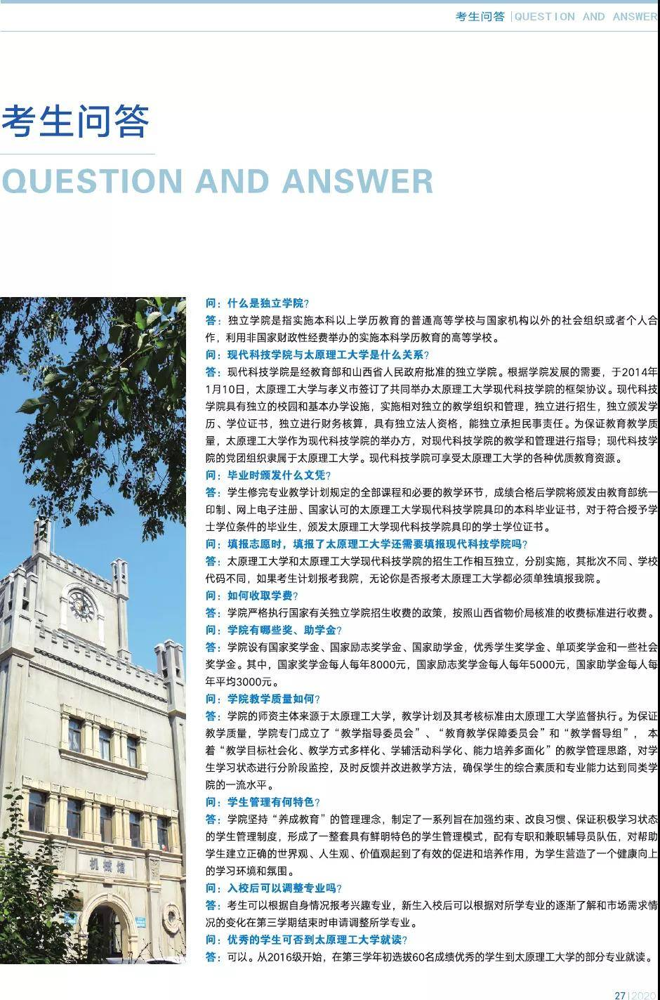 考生问答 | QUESTION AND ANSWER
考生问答
QUESTION AND ANSWER
问：什么是独立学院？
答：独立学院是指实施本科以上学历教育的普通高等学校与国家机构以外的社会组织或者个人合
作，利用非国家财政性经费举办的实施本科学历教育的高等学校。
问：现代科技学院与太原理工大学是什么关系？
答：现代科技学院是经教育部和山西省人民政府批准的独立学院。根据学院发展的需要，于2014年
1月10日，太原理工大学与孝义市签订了共同举办太原理工大学现代科技学院的框架协议。现代科技
学院具有独立的校园和基本办学设施，实施相对独立的教学组织和管理，独立进行招生，独立颁发学
历、学位证书，独立进行财务核算，具有独立法人资格，能独立承担民事责任。为保证教育教学质
量，太原理工大学作为现代科技学院的举办方，对现代科技学院的教学和管理进行指导；现代科技学
院的党团组织隶属于太原理工大学。现代科技学院可享受太原理工大学的各种优质教育资源。
问：毕业时颁发什么文凭？
答：学生修完专业教学计划规定的全部课程和必要的教学环节，成绩合格后学院将颁发由教育部统一
印制、网上电子注册、国家认可的太原理工大学现代科技学院具印的本科毕业证书，对于符合授予学
士学位条件的毕业生，颁发太原理工大学现代科技学院具印的学士学位证书。
问：填报志愿时，填报了太原理工大学还需要填报现代科技学院吗？
答：太原理工大学和太原理工大学现代科技学院的招生工作相互独立，分别实施，其批次不同、学校
代码不同，如果考生计划报考我院，无论你是否报考太原理工大学都必须单独填报我院。
问：如何收取学费？
答：学院严格执行国家有关独立学院招生收费的政策，按照山西省物价局核准的收费标准进行收费。
问：学院有哪些奖、助学金？
答：学院设有国家奖学金、国家励志奖学金、国家助学金，优秀学生奖学金、单项奖学金和一些社会
奖学金。其中，国家奖学金每人每年8000元，国家励志奖学金每人每年5000元，国家助学金每人每
年平均3000元。
问：学院教学质量如何？
答：学院的师资主体来源于太原理工大学，教学计划及其考核标准由太原理工大学监督执行。为保证
教学质量，学院专门成立了“教学指导委员会”、“教育教学保障委员会”和“教学督导组”，本
着“教学目标社会化、教学方式多样化、学辅活动科学化、能力培养多面化”的教学管理思路，对学
生学习状态进行分阶段监控，及时反馈并改进教学方法，确保学生的综合素质和专业能力达到同类学
院的一流水平。
问：学生管理有何特色？
答：学院坚持“养成教育”的管理理念，制定了一系列旨在加强约束、改良习惯、保证积极学习状态
的学生管理制度，形成了一整套具有鲜明特色的学生管理模式，配有专职和兼职辅导员队伍，对帮助
学生建立正确的世界观、人生观、价值观起到了有效的促进和培养作用，为学生营造了一个健康向上
的学习环境和氛围。
问：入校后可以调整专业吗？
答：考生可以根据自身情况报考兴趣专业，新生入校后可以根据对所学专业的逐渐了解和市场需求情
况的变化在第三学期结束时申请调整所学专业。
问：优秀的学生可否到太原理工大学就读？
答：可以。从2016级开始，在第三学年初选拔60名成绩优秀的学生到太原理工大学的部分专业就读。
机械馆
27 | 2020